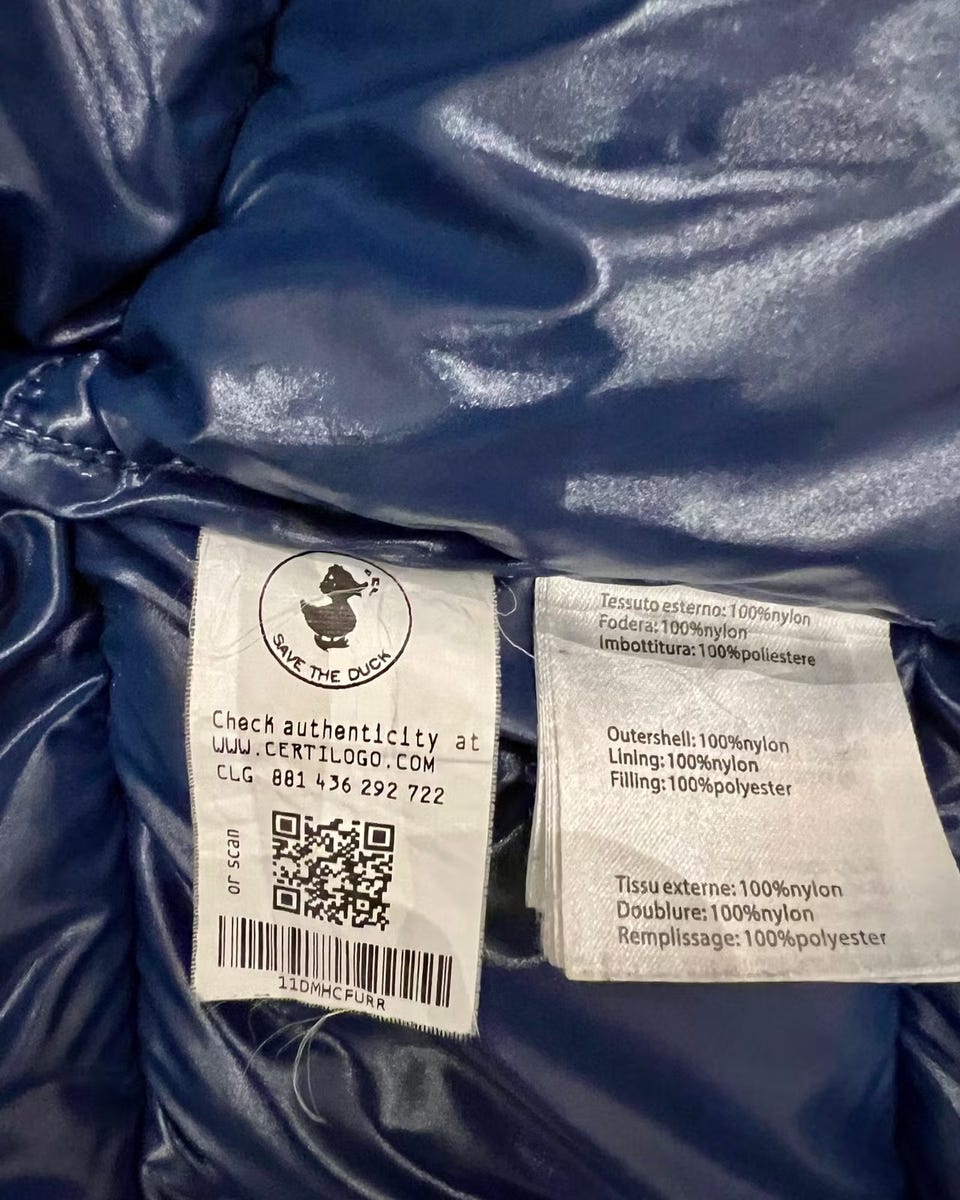 SAVE THE DUCK
Check authenticity at
WWW.CERTILOGO.COM
CLG 881 436 292 722
or scan
11DMHCFURR
Tessuto esterno: 100%nylon
Fodera: 100%nylon
Imbottitura: 100%poliestere
Outershell: 100%nylon
Lining: 100%nylon
Filling: 100%polyester
Tissu externe: 100%nylon
Doublure: 100%nylon
Remplissage: 100%polyester